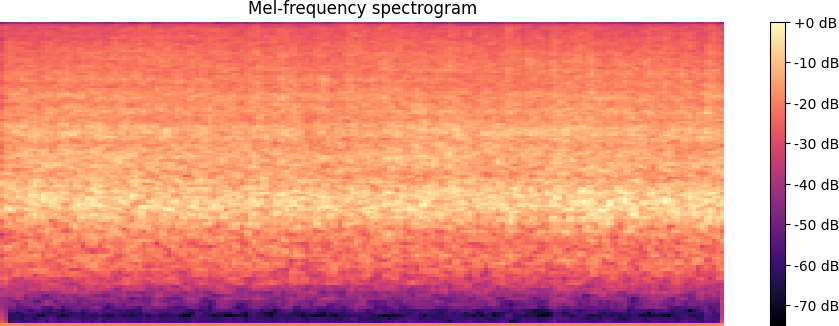 Mel-frequency spectrogram
+0 dB
-10 dB
-20 dB
-30 dB
-40 dB
-50 dB
-60 dB
-70 dB